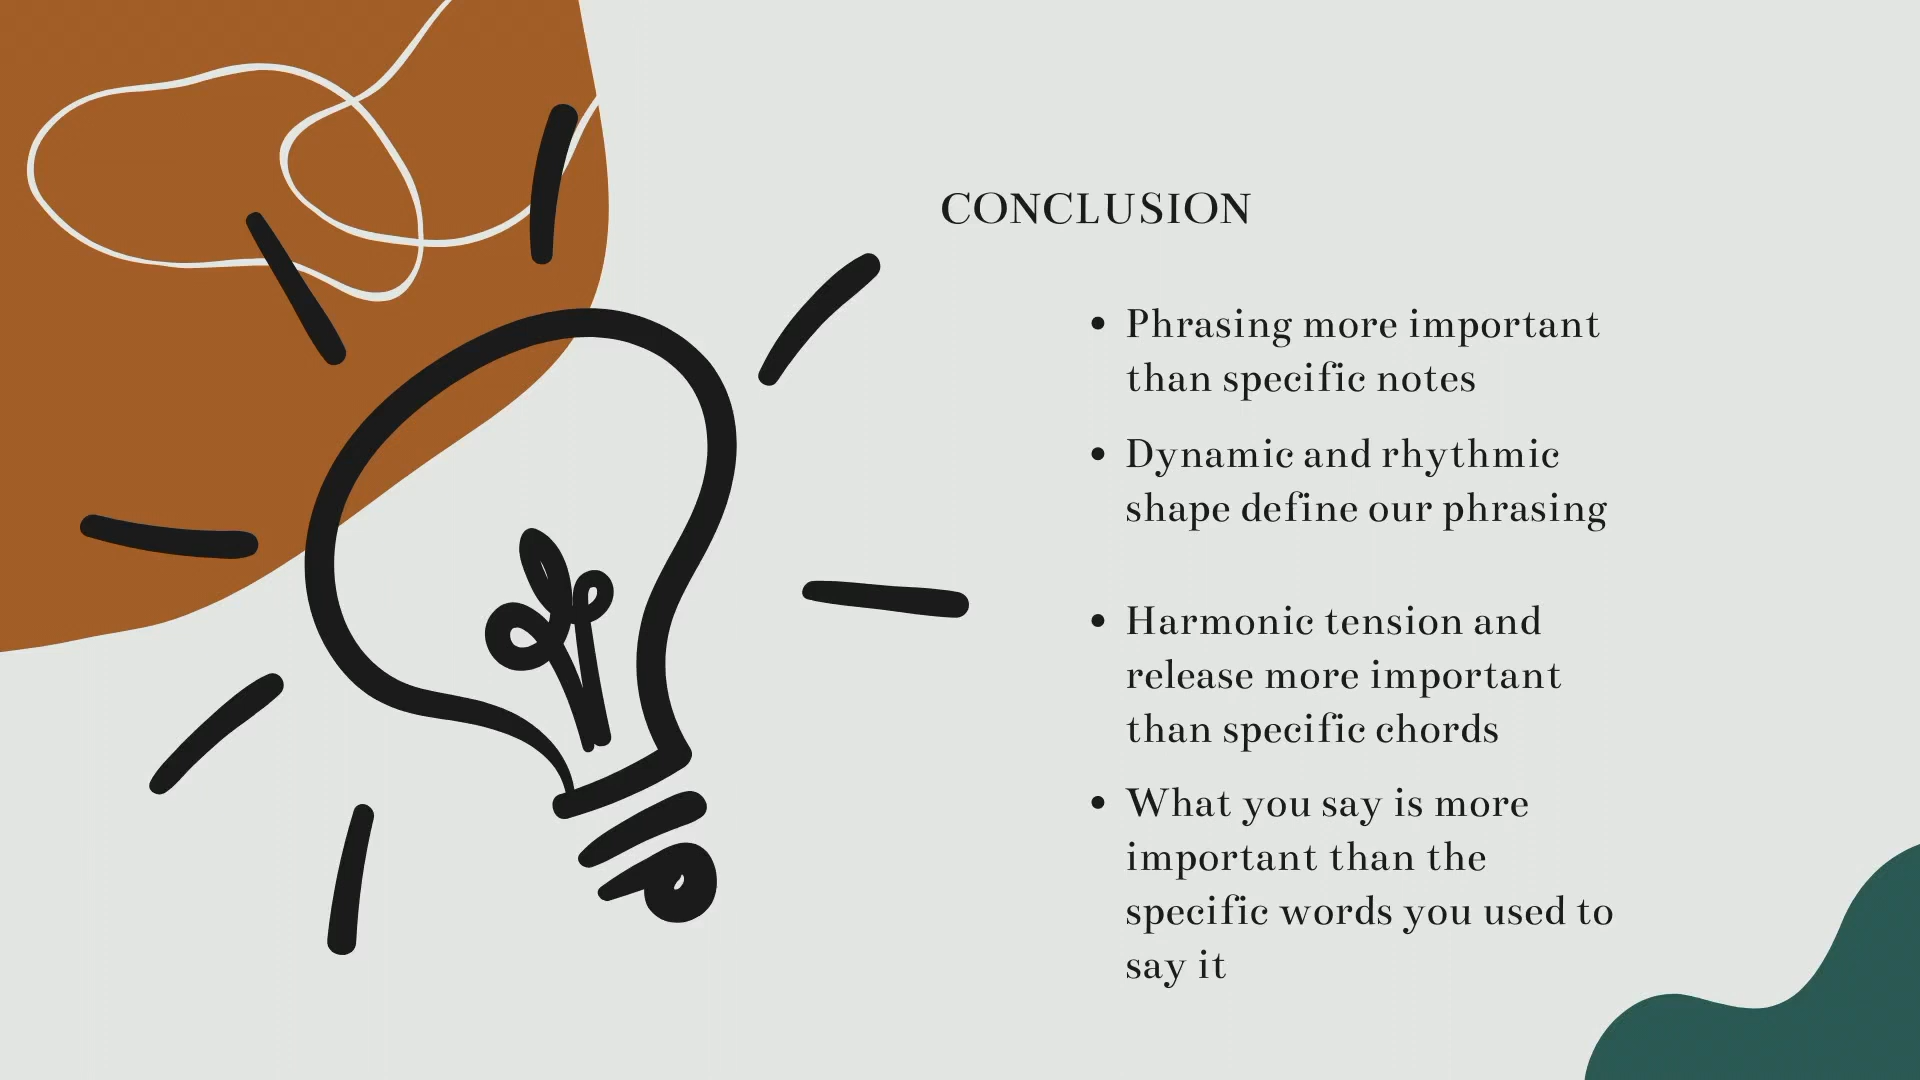 CONCLUSION
• Phrasing more important
than specific notes
• Dynamic and rhythmic
shape define our phrasing
• Harmonic tension and
release more important
than specific chords
• What you say is more
important than the
specific words you used to
say it